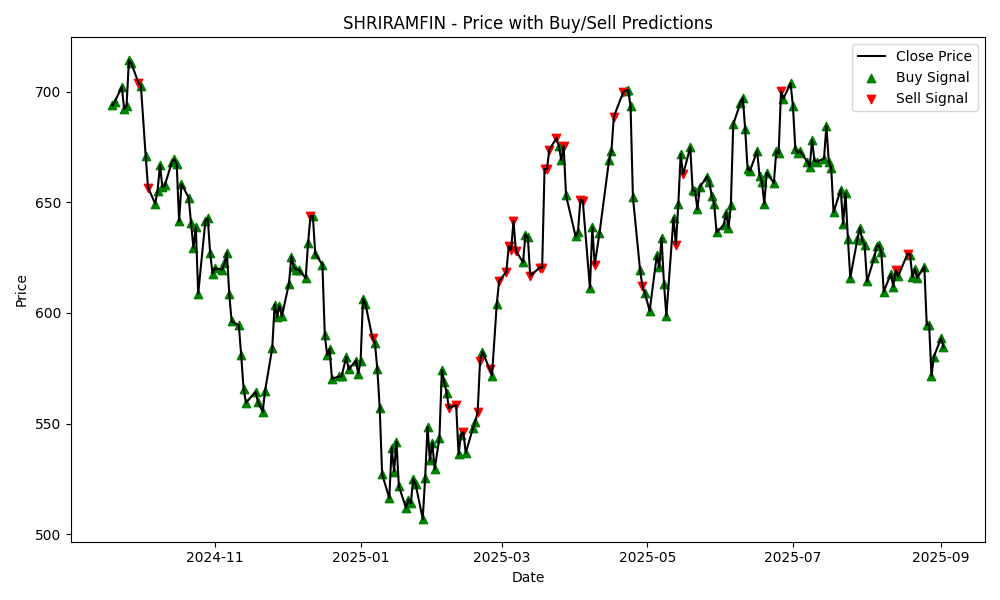 SHRIRAMFIN - Price with Buy/Sell Predictions
Close Price
Buy Signal
Sell Signal
Price
700
650
600
550
500
2024-11
2025-01
2025-03
2025-05
2025-07
2025-09
Date